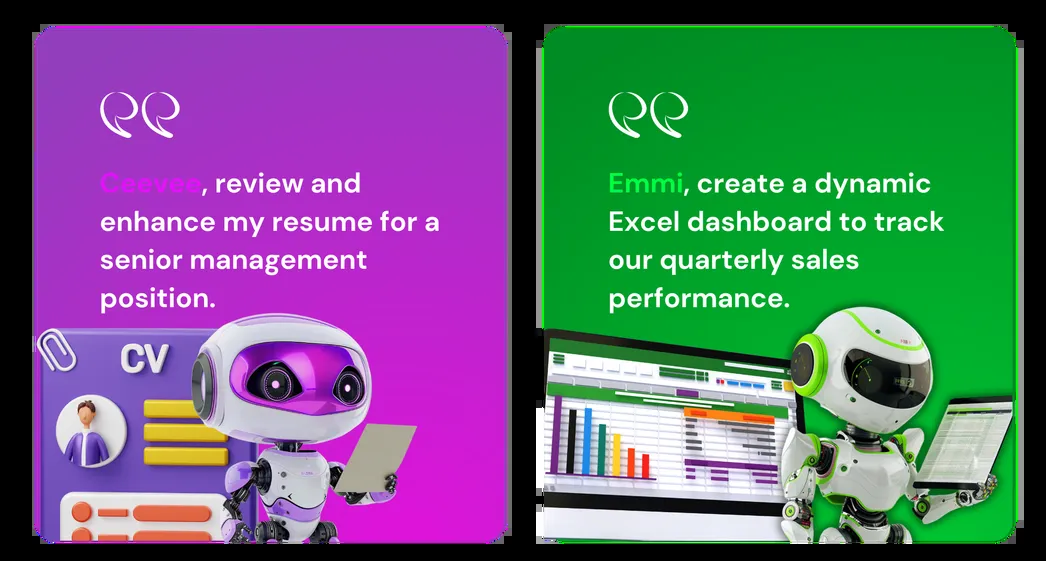 Ceevee, review and
enhance my resume for a
senior management
position.
CV
Emmi, create a dynamic
Excel dashboard to track
our quarterly sales
performance.